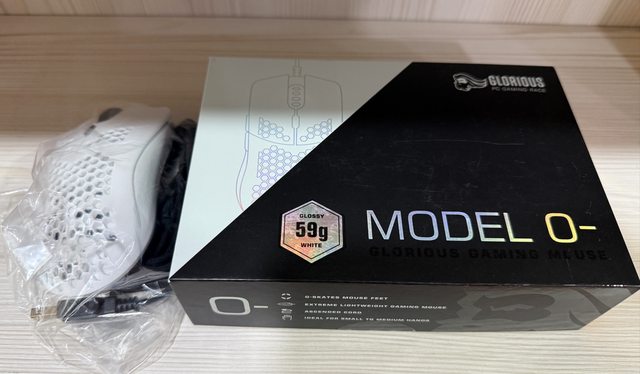 GLORIOUS
PC GAMING RACE
GLOSSY
59g
WHITE
MODEL O-
GLORIOUS GAMING MOUSE
O-
G-SKATES MOUSE FEET
EXTREME LIGHTWEIGHT GAMING MOUSE
ASCENDED CORD
IDEAL FOR SMALL TO MEDIUM HANDS